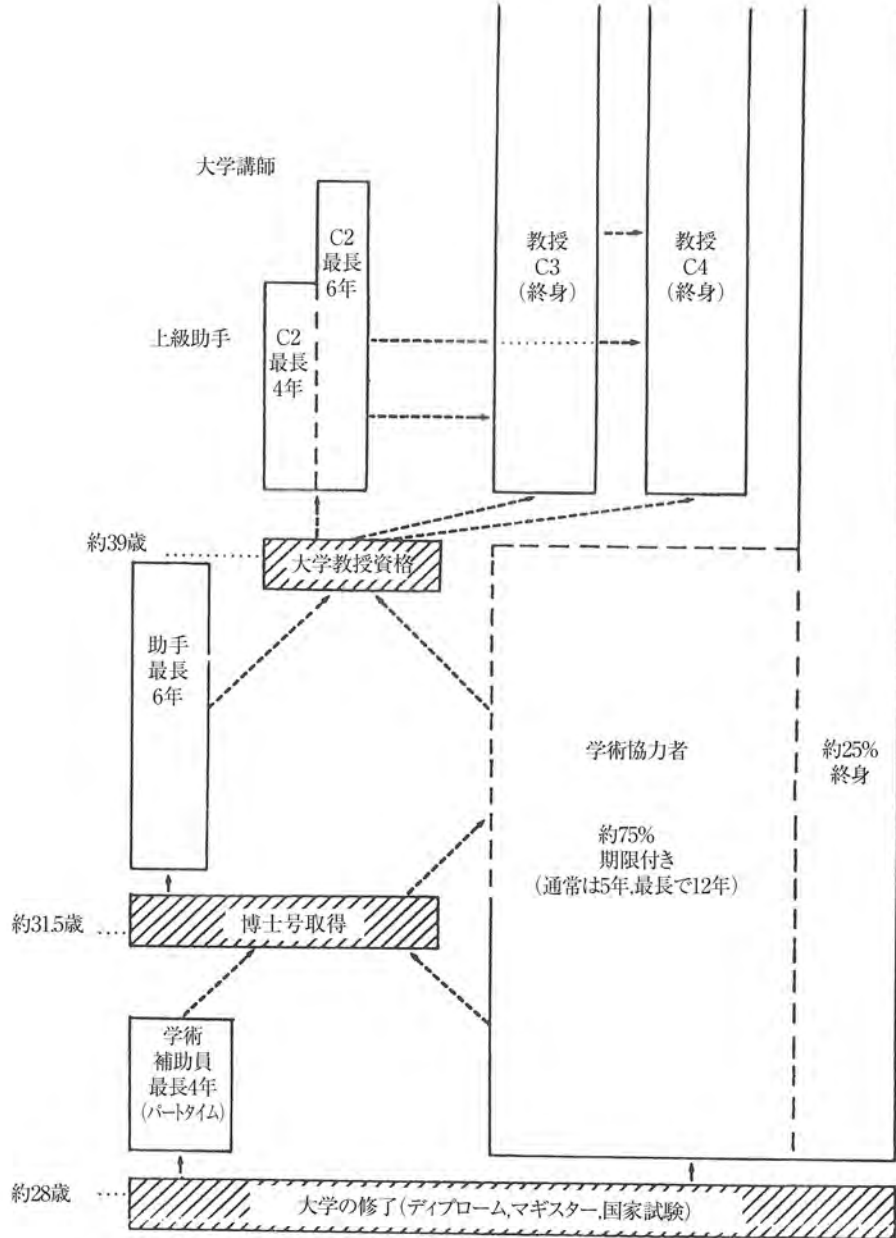 大学講師
C2
最長
6年
上級助手
C2
最長
4年
教授
C3
(終身)
教授
C4
(終身)
約39歳
大学教授資格
助手
最長
6年
学術協力者
約75%
期限付き
(通常は5年,最長で12年)
約25%
終身
約31.5歳
博士号取得
学術
補助員
最長4年
(パートタイム)
約28歳
大学の修了(ディプローム,マギスター,国家試験)